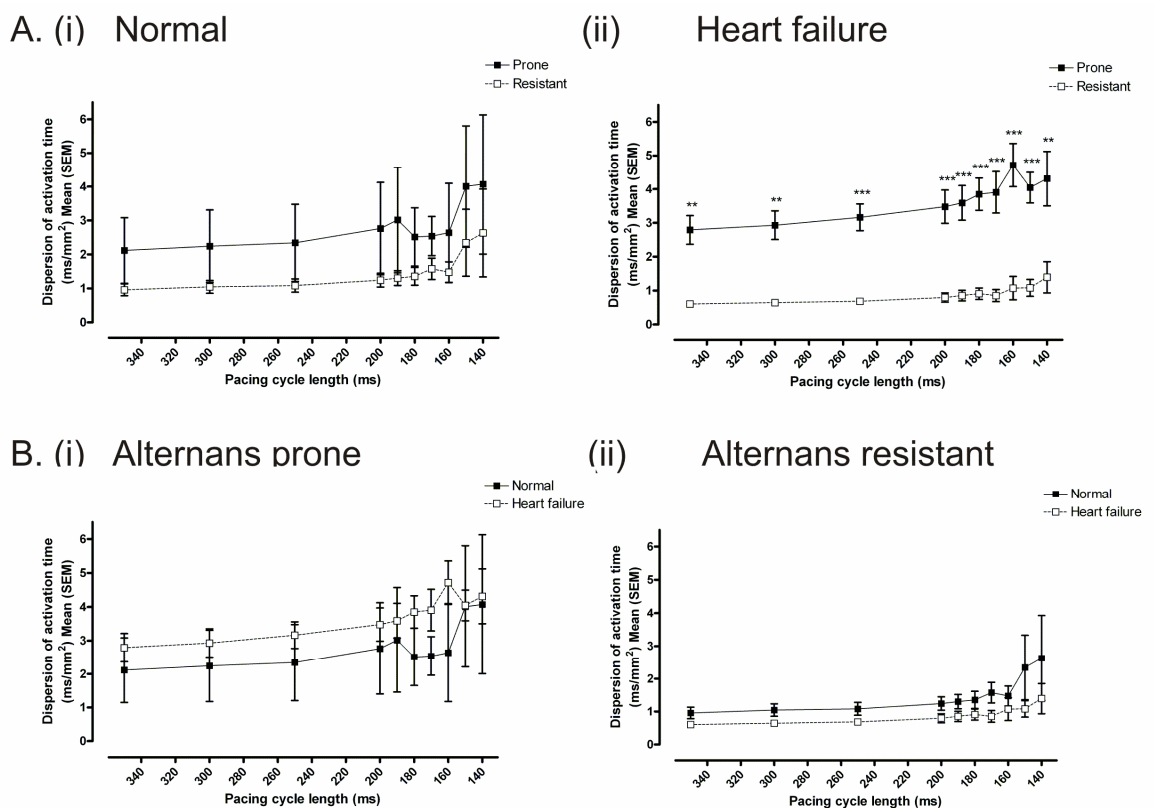 A. (i) Normal
Prone
Resistant
Dispersion of activation time
(ms/mm²) Mean (SEM)
6
5
4
3
2
1
0
340 320 300 280 260 240 220 200 180 160 140
Pacing cycle length (ms)
(ii) Heart failure
Prone
Resistant
Dispersion of activation time
(ms/mm²) Mean (SEM)
6
5
4
3
2
1
0
** ** *** *** *** *** *** *** *** **
340 320 300 280 260 240 220 200 180 160 140
Pacing cycle length (ms)
B. (i) Alternans prone
Normal
Heart failure
Dispersion of activation time
(ms/mm²) Mean (SEM)
6
5
4
3
2
1
0
340 320 300 280 260 240 220 200 180 160 140
Pacing cycle length (ms)
(ii) Alternans resistant
Normal
Heart failure
Dispersion of activation time
(ms/mm²) Mean (SEM)
6
5
4
3
2
1
0
340 320 300 280 260 240 220 200 180 160 140
Pacing cycle length (ms)